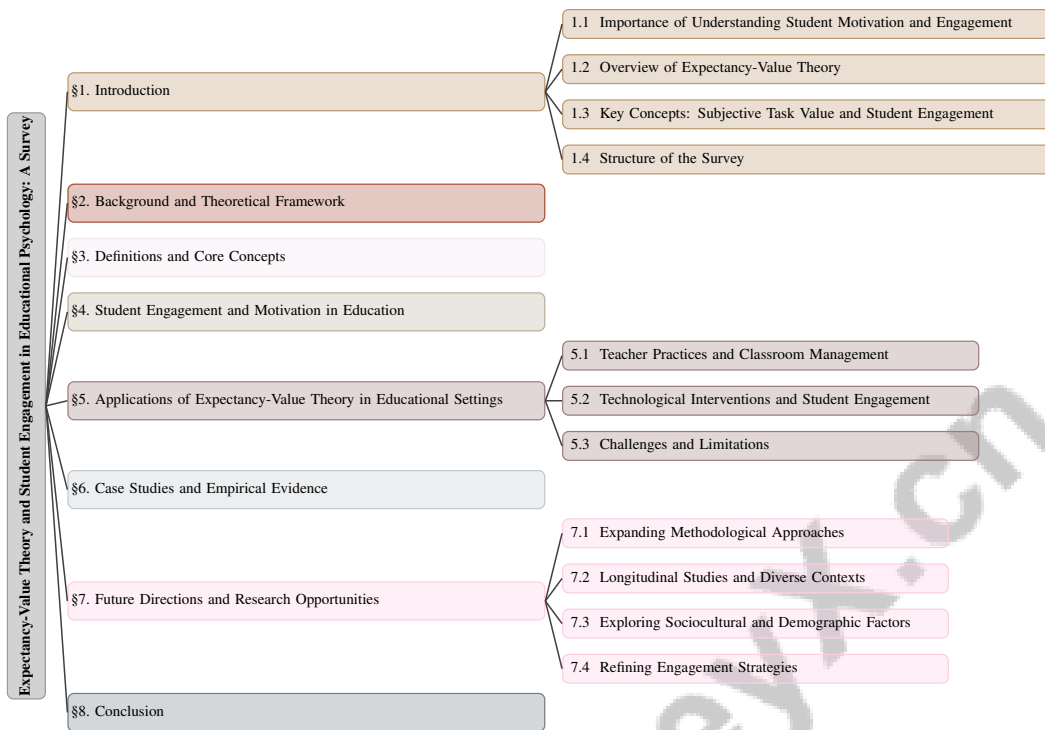 Expectancy-Value Theory and Student Engagement in Educational Psychology: A Survey
§1. Introduction
1.1 Importance of Understanding Student Motivation and Engagement
1.2 Overview of Expectancy-Value Theory
1.3 Key Concepts: Subjective Task Value and Student Engagement
1.4 Structure of the Survey
§2. Background and Theoretical Framework
§3. Definitions and Core Concepts
§4. Student Engagement and Motivation in Education
§5. Applications of Expectancy-Value Theory in Educational Settings
5.1 Teacher Practices and Classroom Management
5.2 Technological Interventions and Student Engagement
5.3 Challenges and Limitations
§6. Case Studies and Empirical Evidence
§7. Future Directions and Research Opportunities
7.1 Expanding Methodological Approaches
7.2 Longitudinal Studies and Diverse Contexts
7.3 Exploring Sociocultural and Demographic Factors
7.4 Refining Engagement Strategies
§8. Conclusion
eyx.cn